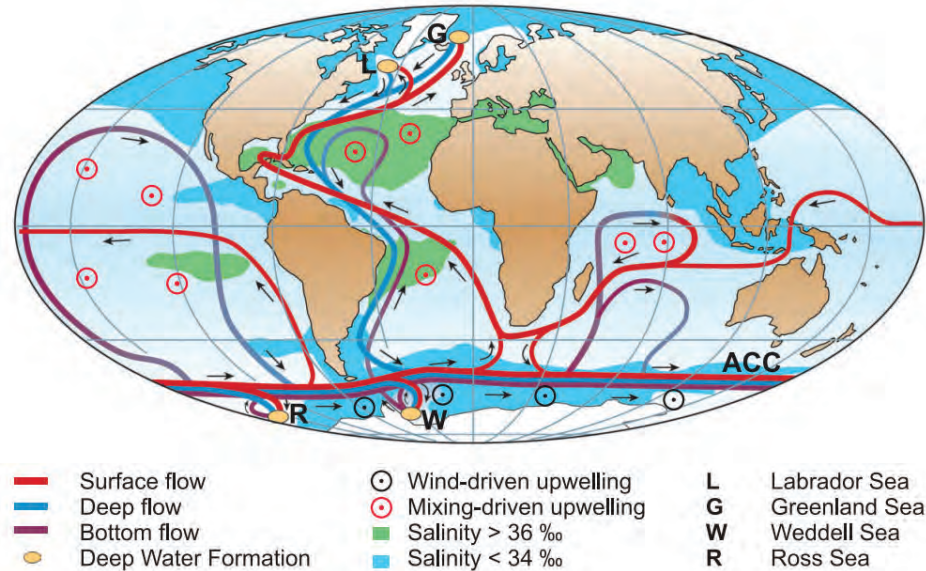 G
L
ACC
R
W
Surface flow
Deep flow
Bottom flow
Deep Water Formation
Wind-driven upwelling
Mixing-driven upwelling
Salinity > 36 ‰
Salinity < 34 ‰
L Labrador Sea
G Greenland Sea
W Weddell Sea
R Ross Sea